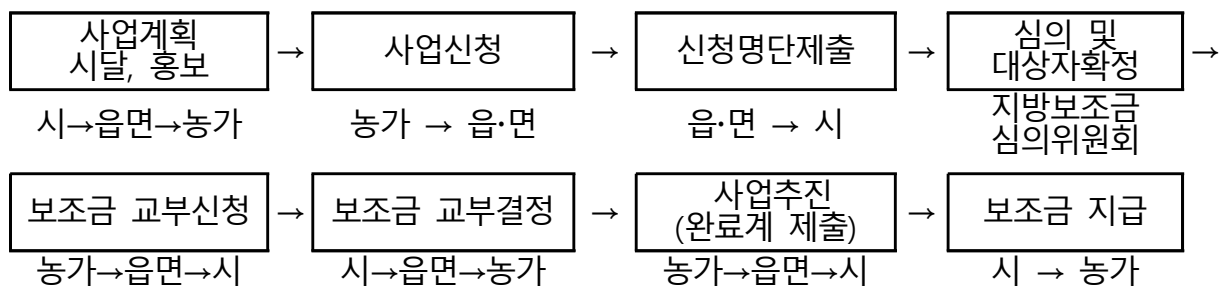 사업계획
시달, 홍보
→
사업신청
→
신청명단제출
→
심의 및
대상자확정
→
시→읍면→농가
농가 → 읍·면
읍·면 → 시
지방보조금
심의위원회
보조금 교부신청
→
보조금 교부결정
→
사업추진
(완료계 제출)
→
보조금 지급
농가→읍면→시
시→읍면→농가
농가→읍면→시
시 → 농가